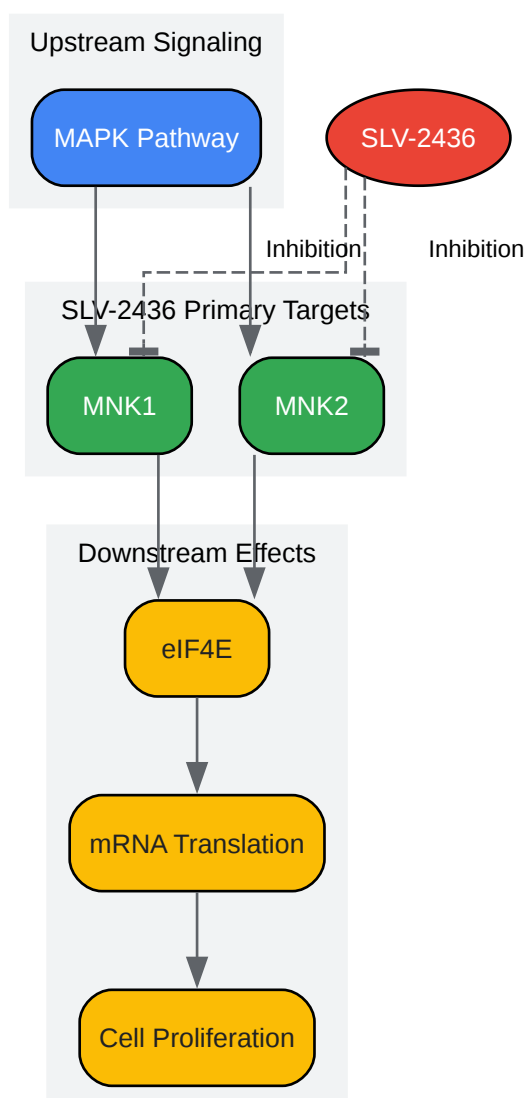 Upstream Signaling
MAPK Pathway
SLV-2436
Inhibition
Inhibition
SLV-2436 Primary Targets
MNK1
MNK2
Downstream Effects
eIF4E
mRNA Translation
Cell Proliferation